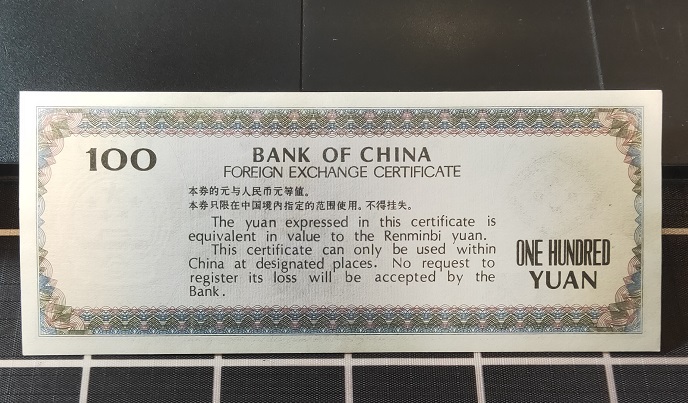 100
BANK OF CHINA
FOREIGN EXCHANGE CERTIFICATE
本券的元与人民币元等值。
本券只限在中国境内指定的范围使用。不得挂失。
The yuan expressed in this certificate is
equivalent in value to the Renminbi yuan.
This certificate can only be used within
China at designated places. No request to
register its loss will be accepted by the
Bank.
ONE HUNDRED
YUAN